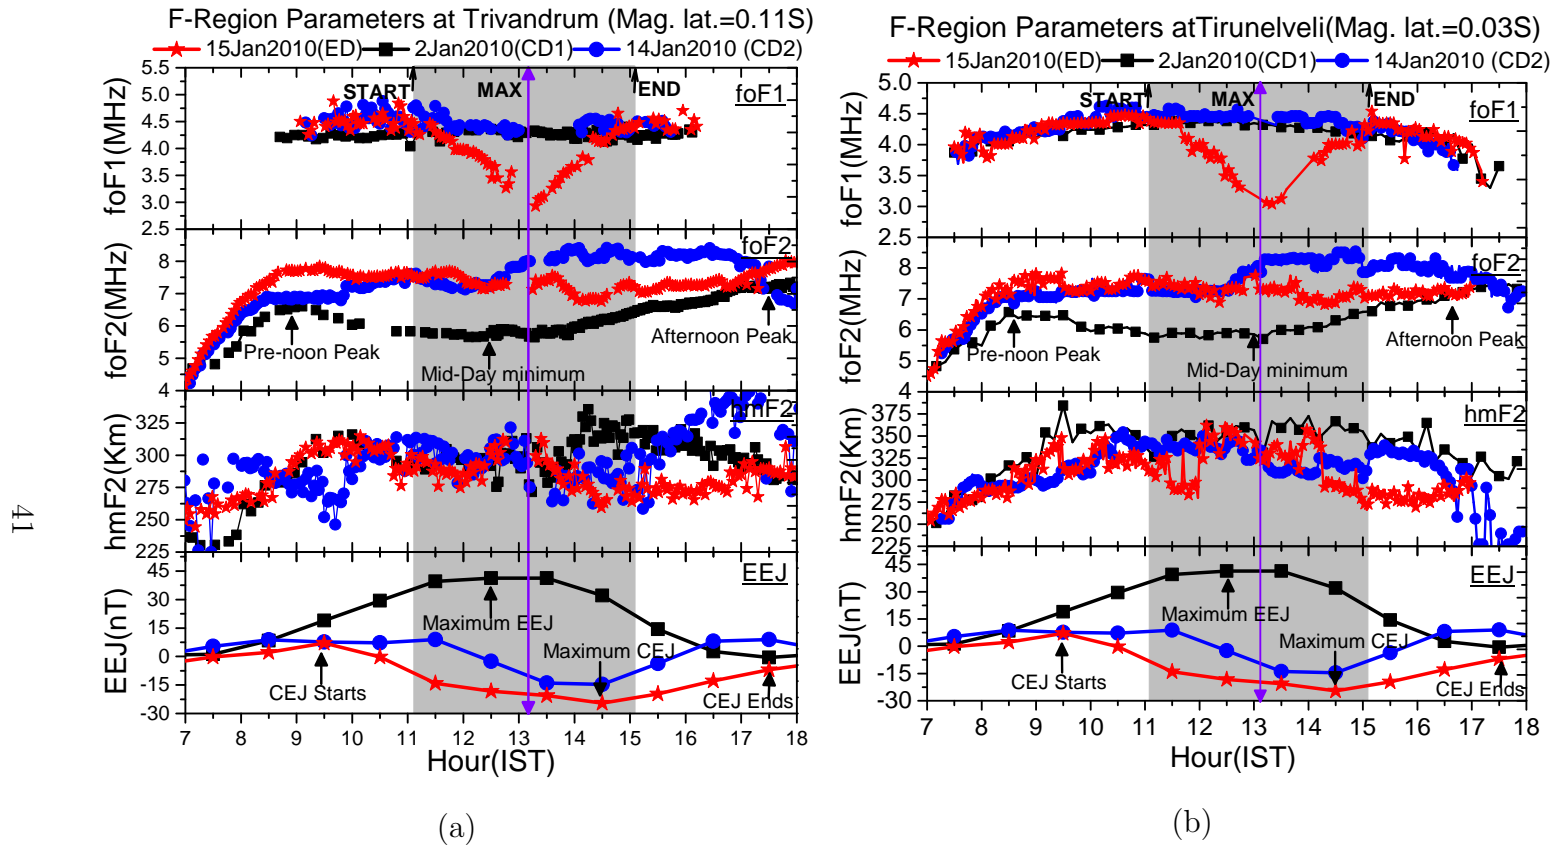 F-Region Parameters at Trivandrum (Mag. lat.=0.11S)
15Jan2010(ED) 2Jan2010(CD1) 14Jan2010 (CD2)
START MAX END
foF1
foF1(MHz)
5.5
5.0
4.5
4.0
3.5
3.0
2.5
foF2
foF2(MHz)
8
7
6
5
4
Pre-noon Peak
Mid-Day minimum
Afternoon Peak
hmF2
hmF2(Km)
325
300
275
250
225
EEJ
EEJ(nT)
45
30
15
0
-15
-30
Maximum EEJ
Maximum CEJ
CEJ Starts
CEJ Ends
7 8 9 10 11 12 13 14 15 16 17 18
Hour(IST)
(a)
F-Region Parameters atTirunelveli(Mag. lat.=0.03S)
15Jan2010(ED) 2Jan2010(CD1) 14Jan2010 (CD2)
START MAX END
foF1
foF1(MHz)
5.0
4.5
4.0
3.5
3.0
2.5
foF2
foF2(MHz)
8
7
6
5
4
Pre-noon Peak
Mid-Day minimum
Afternoon Peak
hmF2
hmF2(Km)
375
350
325
300
275
250
225
EEJ
EEJ(nT)
45
30
15
0
-15
-30
Maximum EEJ
Maximum CEJ
CEJ Starts
CEJ Ends
7 8 9 10 11 12 13 14 15 16 17 18
Hour(IST)
(b)
41